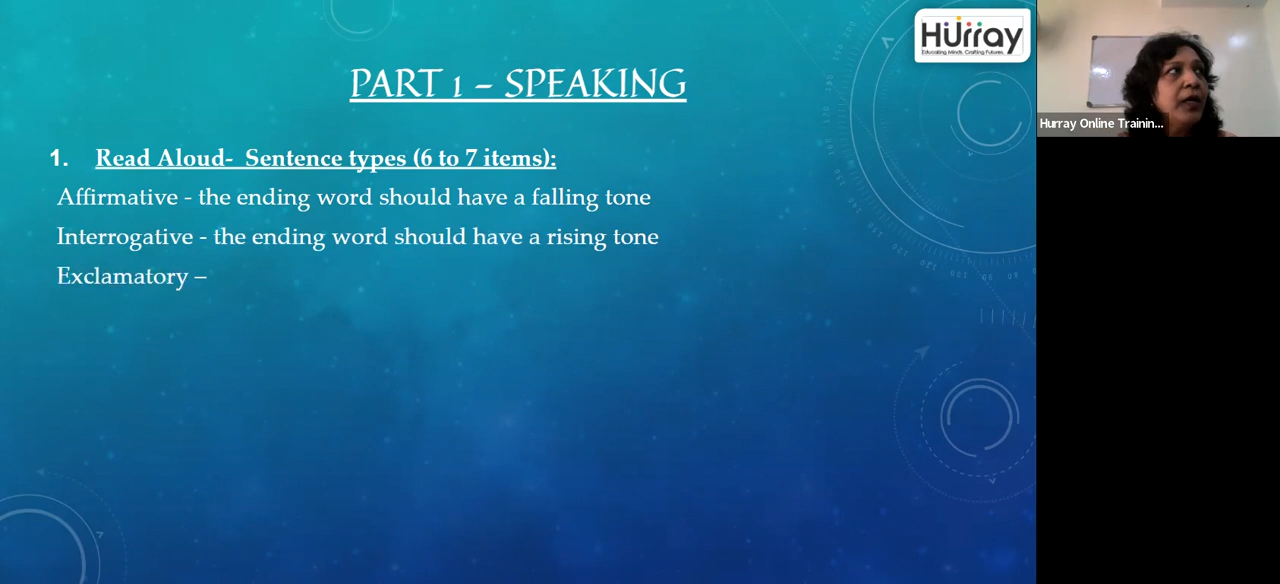 Hurray
Educating Minds, Crafting Futures.
PART 1 – SPEAKING
1. Read Aloud- Sentence types (6 to 7 items):
Affirmative - the ending word should have a falling tone
Interrogative - the ending word should have a rising tone
Exclamatory –
Hurray Online Trainin...